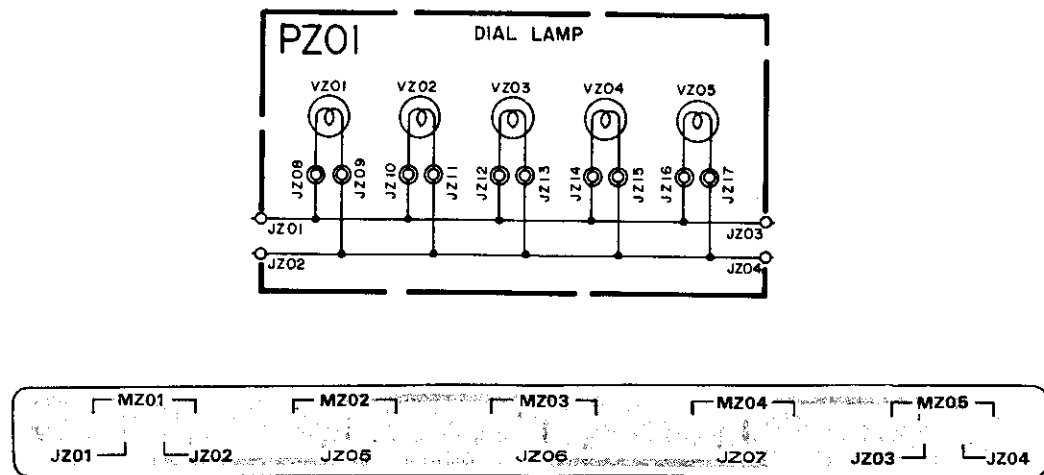 PZ01 DIAL LAMP
VZ01 VZ02 VZ03 VZ04 VZ05
JZ08 JZ09 JZ10 JZ11 JZ12 JZ13 JZ14 JZ15 JZ16 JZ17
JZ01 JZ03
JZ02 JZ04
MZ01 MZ02 MZ03 MZ04 MZ05
JZ01 JZ02 JZ05 JZ06 JZ07 JZ03 JZ04